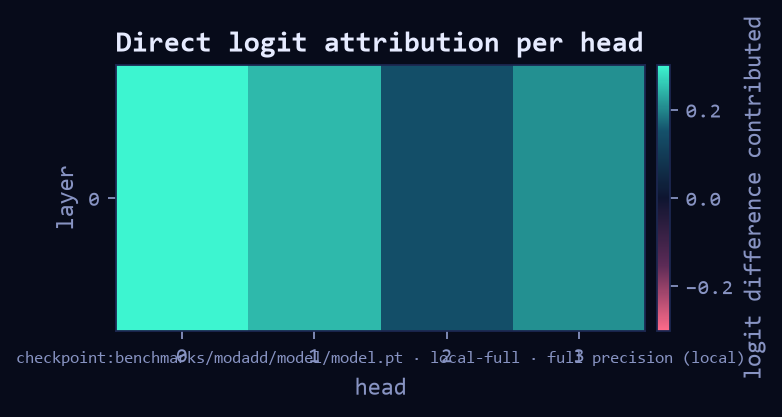 Direct logit attribution per head
layer
0
0 1 2 3
checkpoint:benchmarks/modadd/model/model.pt · local-full · full precision (local)
head
0.2
0.0
−0.2
logit difference contributed